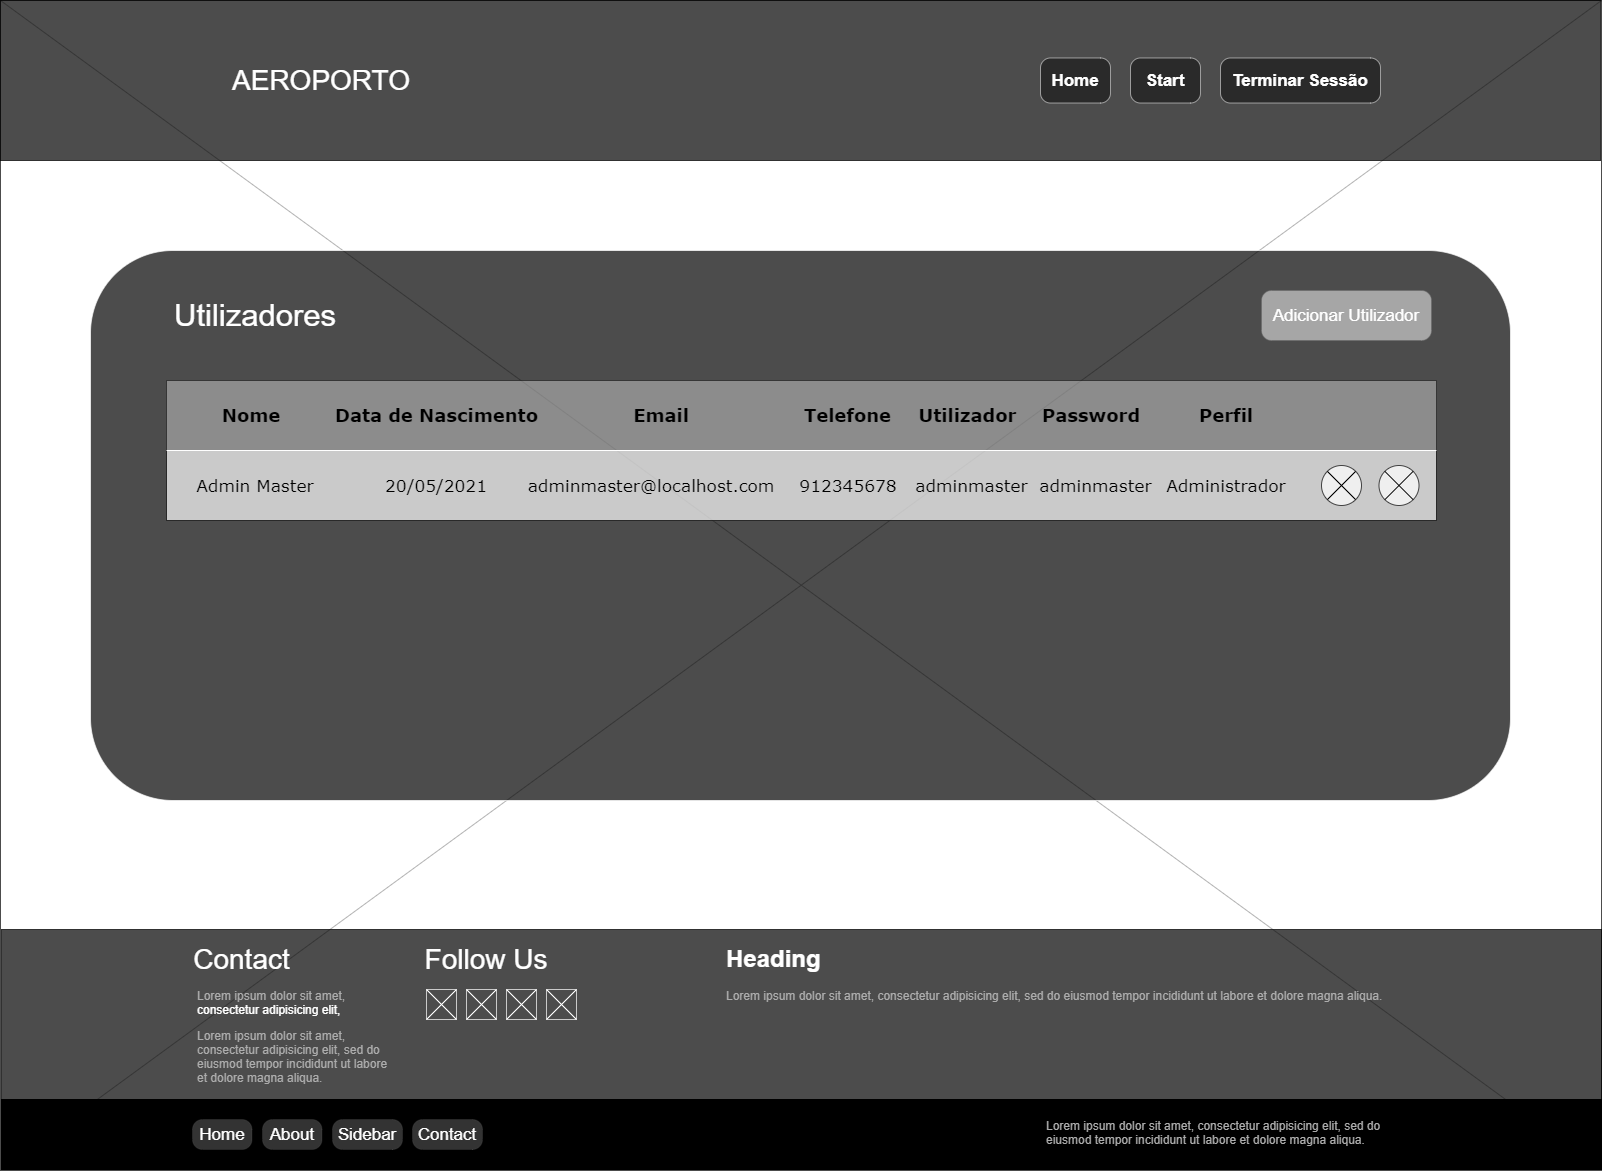 AEROPORTO
Home
Start
Terminar Sessão
Utilizadores
Adicionar Utilizador
Nome Data de Nascimento Email Telefone Utilizador Password Perfil
Admin Master 20/05/2021 adminmaster@localhost.com 912345678 adminmaster adminmaster Administrador
Contact
Lorem ipsum dolor sit amet,
consectetur adipisicing elit,
Lorem ipsum dolor sit amet,
consectetur adipisicing elit, sed do
eiusmod tempor incididunt ut labore
et dolore magna aliqua.
Follow Us
Heading
Lorem ipsum dolor sit amet, consectetur adipisicing elit, sed do eiusmod tempor incididunt ut labore et dolore magna aliqua.
Home
About
Sidebar
Contact
Lorem ipsum dolor sit amet, consectetur adipisicing elit, sed do
eiusmod tempor incididunt ut labore et dolore magna aliqua.